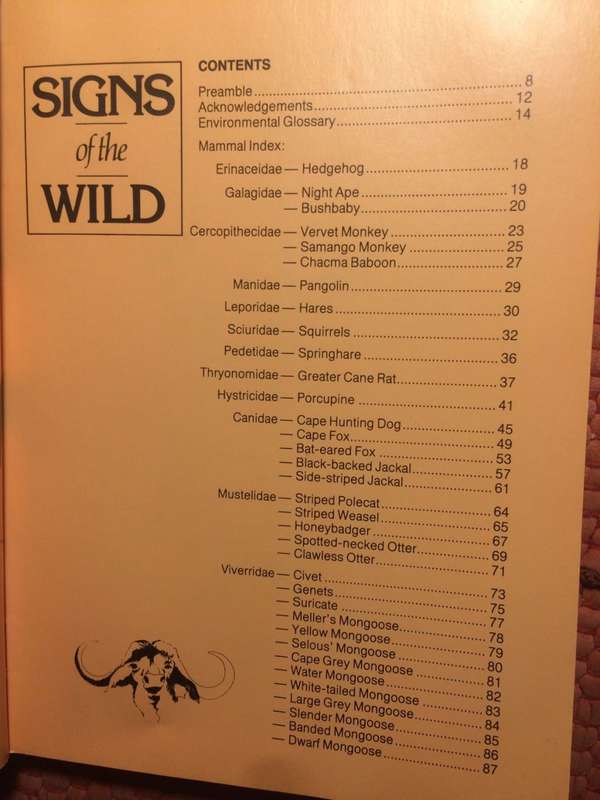 SIGNS
of the
WILD
CONTENTS
Preamble ........ 8
Acknowledgements ........ 12
Environmental Glossary ........ 14
Mammal Index:
Erinaceidae — Hedgehog ........ 18
Galagidae — Night Ape ........ 19
— Bushbaby ........ 20
Cercopithecidae — Vervet Monkey ........ 23
— Samango Monkey ........ 25
— Chacma Baboon ........ 27
Manidae — Pangolin ........ 29
Leporidae — Hares ........ 30
Sciuridae — Squirrels ........ 32
Pedetidae — Springhare ........ 36
Thryonomidae — Greater Cane Rat ........ 37
Hystricidae — Porcupine ........ 41
Canidae — Cape Hunting Dog ........ 45
— Cape Fox ........ 49
— Bat-eared Fox ........ 53
— Black-backed Jackal ........ 57
— Side-striped Jackal ........ 61
Mustelidae — Striped Polecat ........ 64
— Striped Weasel ........ 65
— Honeybadger ........ 67
— Spotted-necked Otter ........ 69
— Clawless Otter ........ 71
Viverridae — Civet ........ 73
— Genets ........ 75
— Suricate ........ 77
— Meller's Mongoose ........ 78
— Yellow Mongoose ........ 79
— Selous' Mongoose ........ 80
— Cape Grey Mongoose ........ 81
— Water Mongoose ........ 82
— White-tailed Mongoose ........ 83
— Large Grey Mongoose ........ 84
— Slender Mongoose ........ 85
— Banded Mongoose ........ 86
— Dwarf Mongoose ........ 87